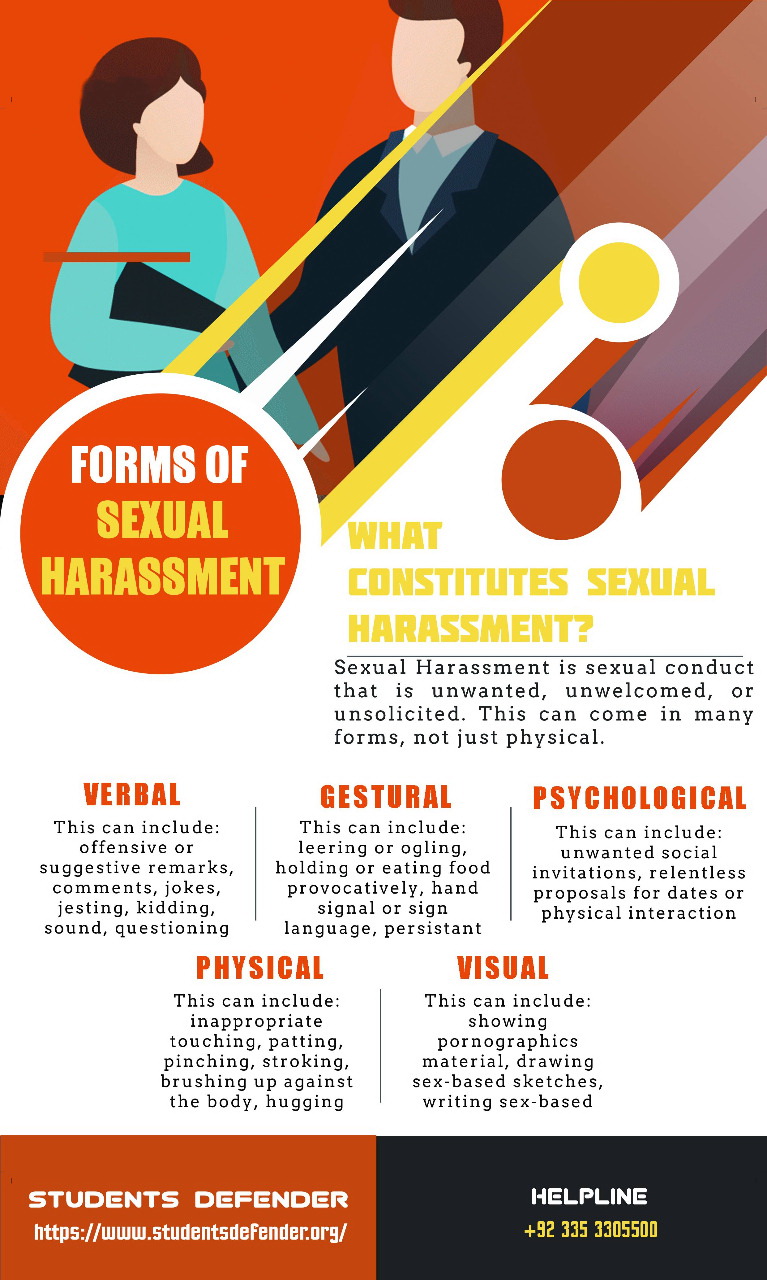 FORMS OF
SEXUAL
HARASSMENT
WHAT
CONSTITUTES SEXUAL
HARASSMENT?
Sexual Harassment is sexual conduct
that is unwanted, unwelcomed, or
unsolicited. This can come in many
forms, not just physical.
VERBAL
This can include:
offensive or
suggestive remarks,
comments, jokes,
jesting, kidding,
sound, questioning
GESTURAL
This can include:
leering or ogling,
holding or eating food
provocatively, hand
signal or sign
language, persistant
PSYCHOLOGICAL
This can include:
unwanted social
invitations, relentless
proposals for dates or
physical interaction
PHYSICAL
This can include:
inappropriate
touching, patting,
pinching, stroking,
brushing up against
the body, hugging
VISUAL
This can include:
showing
pornographics
material, drawing
sex-based sketches,
writing sex-based
STUDENTS DEFENDER
https://www.studentsdefender.org/
HELPLINE
+92 335 3305500